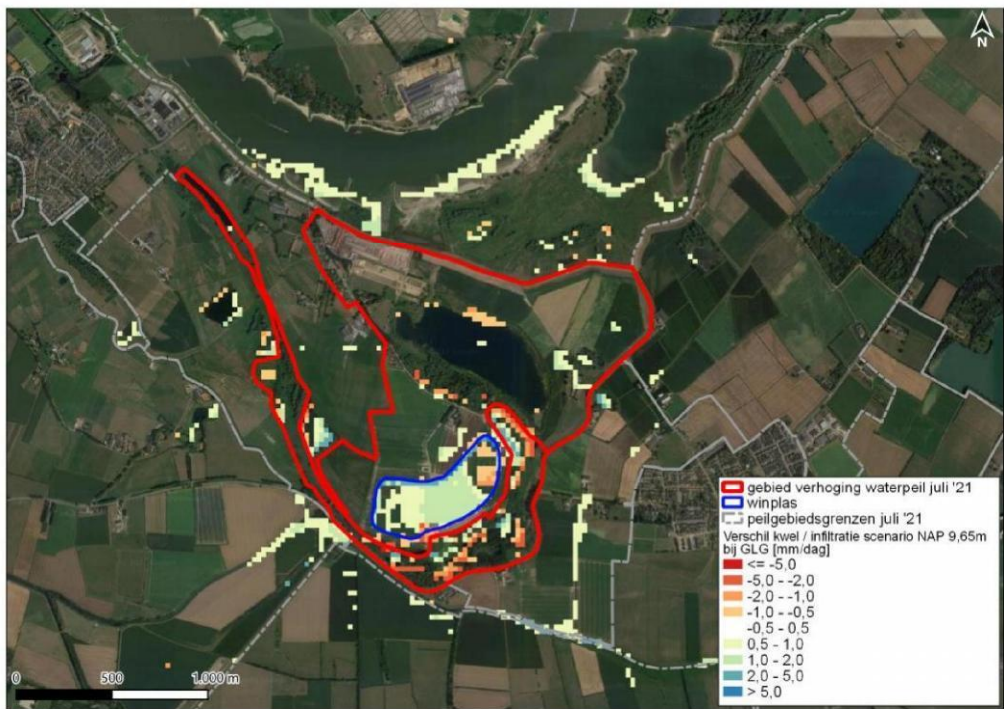 N
gebied verhoging waterpeil juli '21
winplas
peilgebiedsgrenzen juli '21
Verschil kwel / infiltratie scenario NAP 9,65m
bij GLG [mm/dag]
<= -5,0
-5,0 - -2,0
-2,0 - -1,0
-1,0 - -0,5
-0,5 - 0,5
0,5 - 1,0
1,0 - 2,0
2,0 - 5,0
> 5,0
0 500 1.000 m